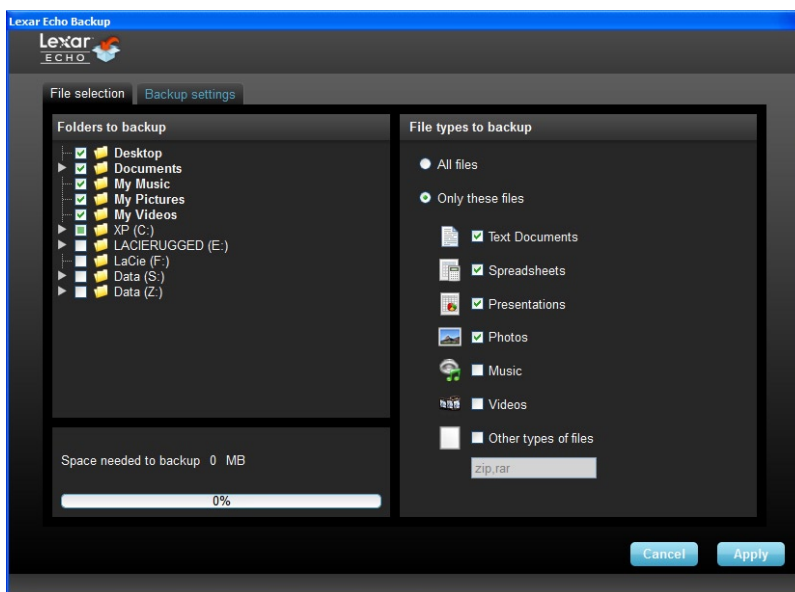 Lexar Echo Backup
Lexar
ECHO
File selection
Backup settings
Folders to backup
Desktop
Documents
My Music
My Pictures
My Videos
XP (C:)
LACIERUGGED (E:)
LaCie (F:)
Data (S:)
Data (Z:)
Space needed to backup 0 MB
0%
File types to backup
All files
Only these files
Text Documents
Spreadsheets
Presentations
Photos
Music
Videos
Other types of files
zip,rar
Cancel
Apply